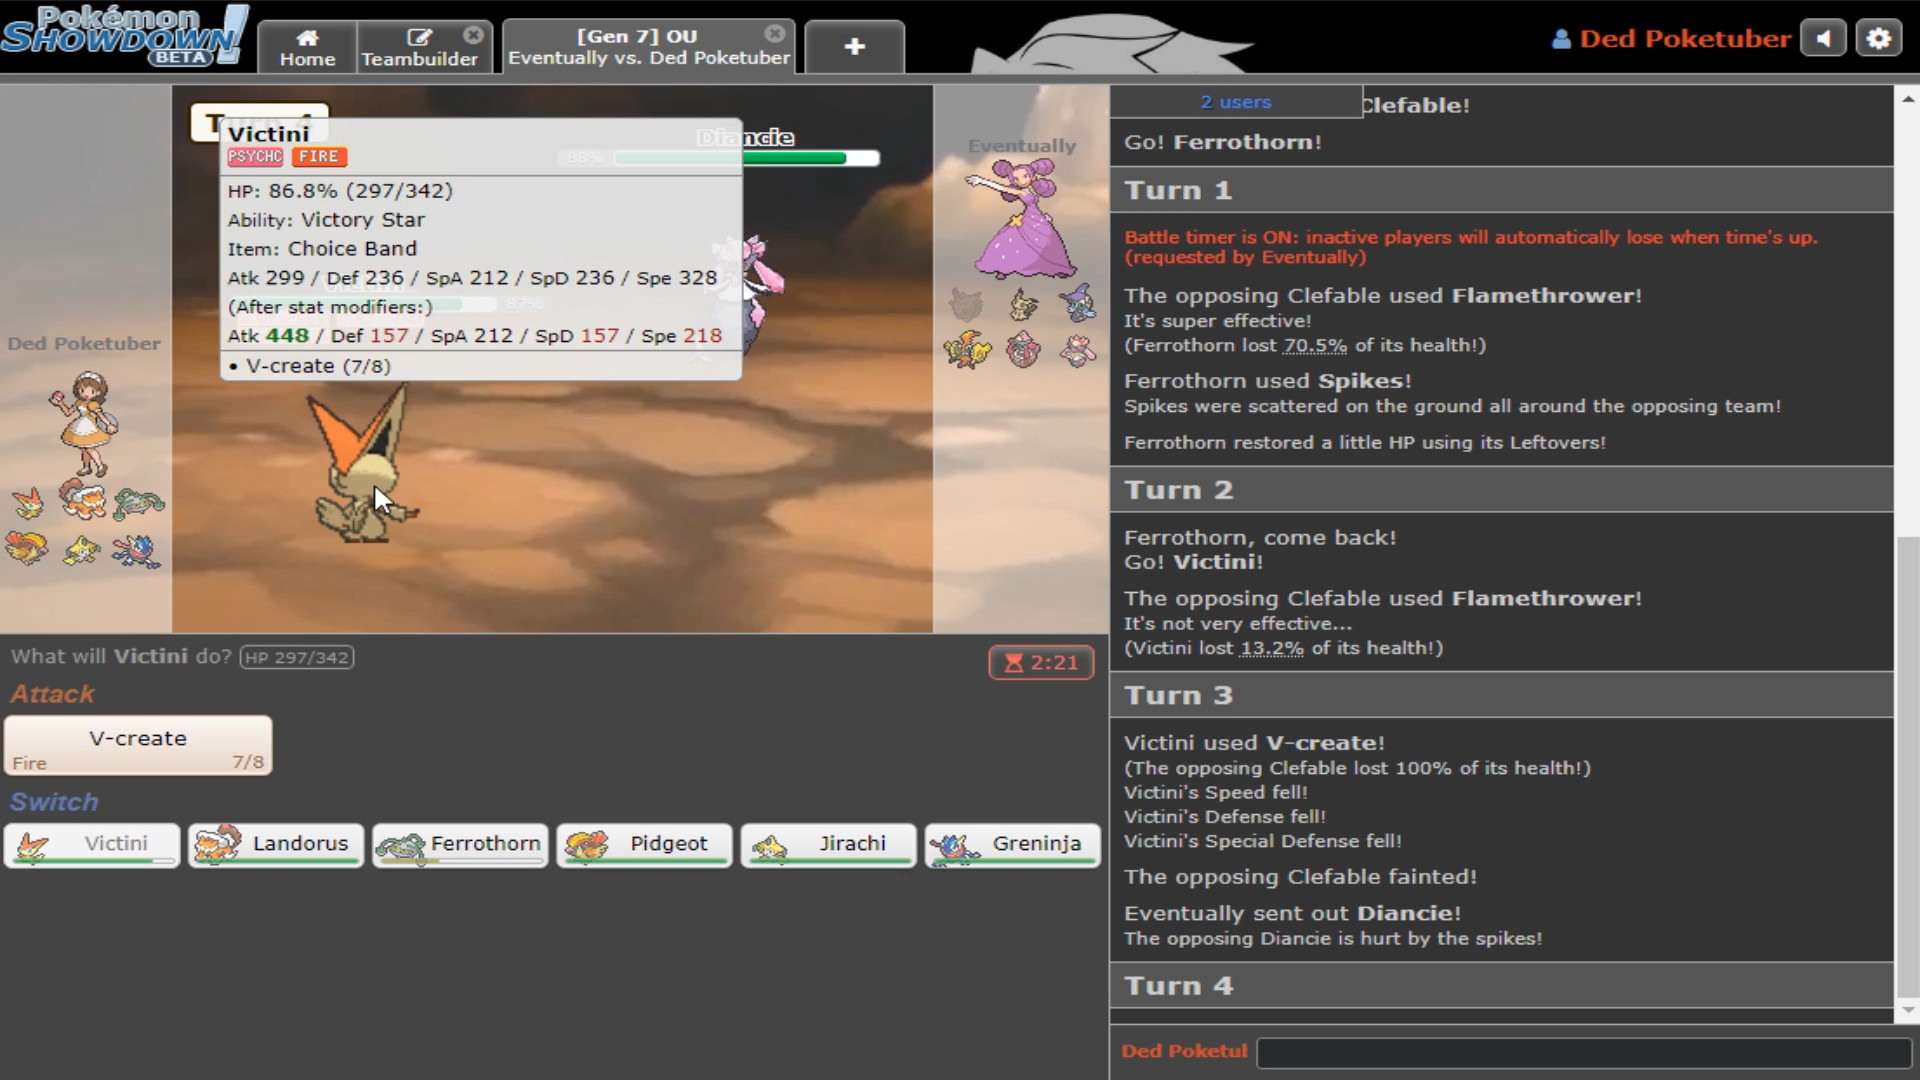 Pokémon
SHOWDOWN!
BETA
Home
Teambuilder
[Gen 7] OU
Eventually vs. Ded Poketuber
Ded Poketuber
Turn 4
Victini
PSYCHC FIRE
HP: 86.8% (297/342)
Ability: Victory Star
Item: Choice Band
Atk 299 / Def 236 / SpA 212 / SpD 236 / Spe 328
(After stat modifiers:)
Atk 448 / Def 157 / SpA 212 / SpD 157 / Spe 218
• V-create (7/8)
Diancie
88%
87%
Eventually
Ded Poketuber
What will Victini do? HP 297/342
2:21
Attack
V-create
Fire 7/8
Switch
Victini
Landorus
Ferrothorn
Pidgeot
Jirachi
Greninja
2 users
Clefable!
Go! Ferrothorn!
Turn 1
Battle timer is ON: inactive players will automatically lose when time's up.
(requested by Eventually)
The opposing Clefable used Flamethrower!
It's super effective!
(Ferrothorn lost 70.5% of its health!)
Ferrothorn used Spikes!
Spikes were scattered on the ground all around the opposing team!
Ferrothorn restored a little HP using its Leftovers!
Turn 2
Ferrothorn, come back!
Go! Victini!
The opposing Clefable used Flamethrower!
It's not very effective...
(Victini lost 13.2% of its health!)
Turn 3
Victini used V-create!
(The opposing Clefable lost 100% of its health!)
Victini's Speed fell!
Victini's Defense fell!
Victini's Special Defense fell!
The opposing Clefable fainted!
Eventually sent out Diancie!
The opposing Diancie is hurt by the spikes!
Turn 4
Ded Poketul